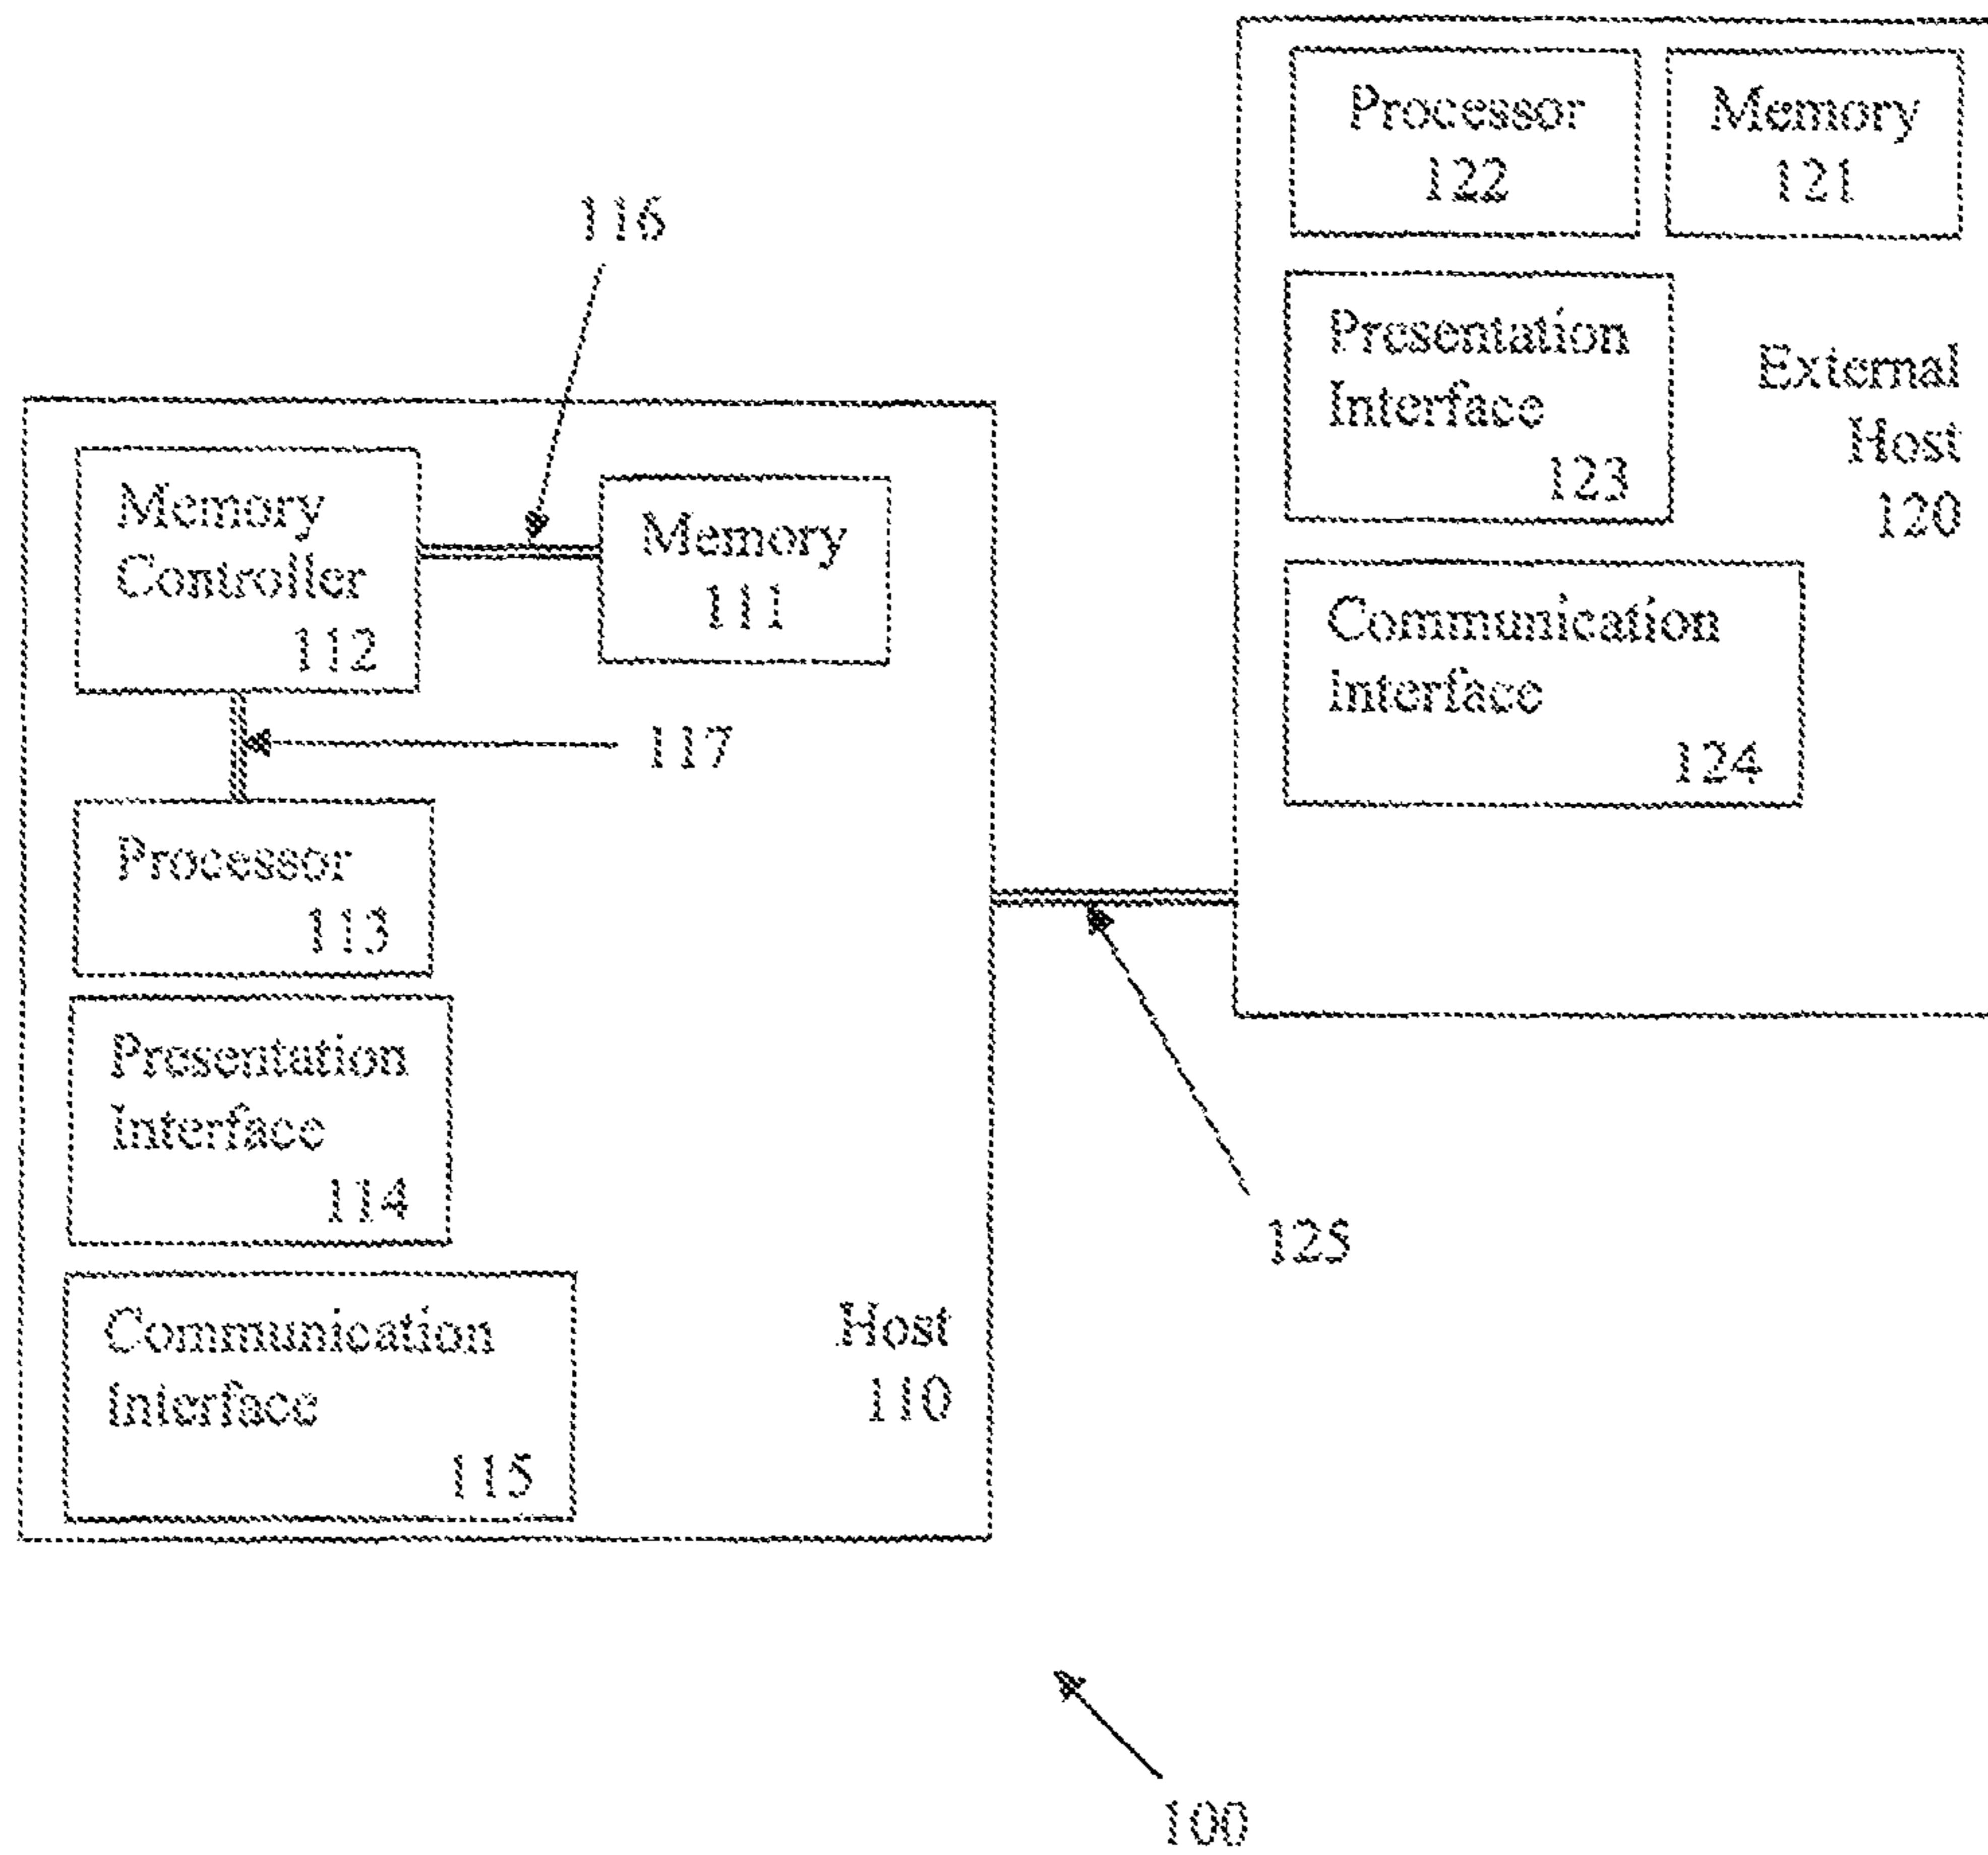 116
Memory
Controller
112
Memory
111
117
Processor
113
Presentation
Interface
114
Communication
Interface
115
Host
110
Processor
122
Memory
121
Presentation
Interface
123
External
Host
120
Communication
Interface
124
125
100